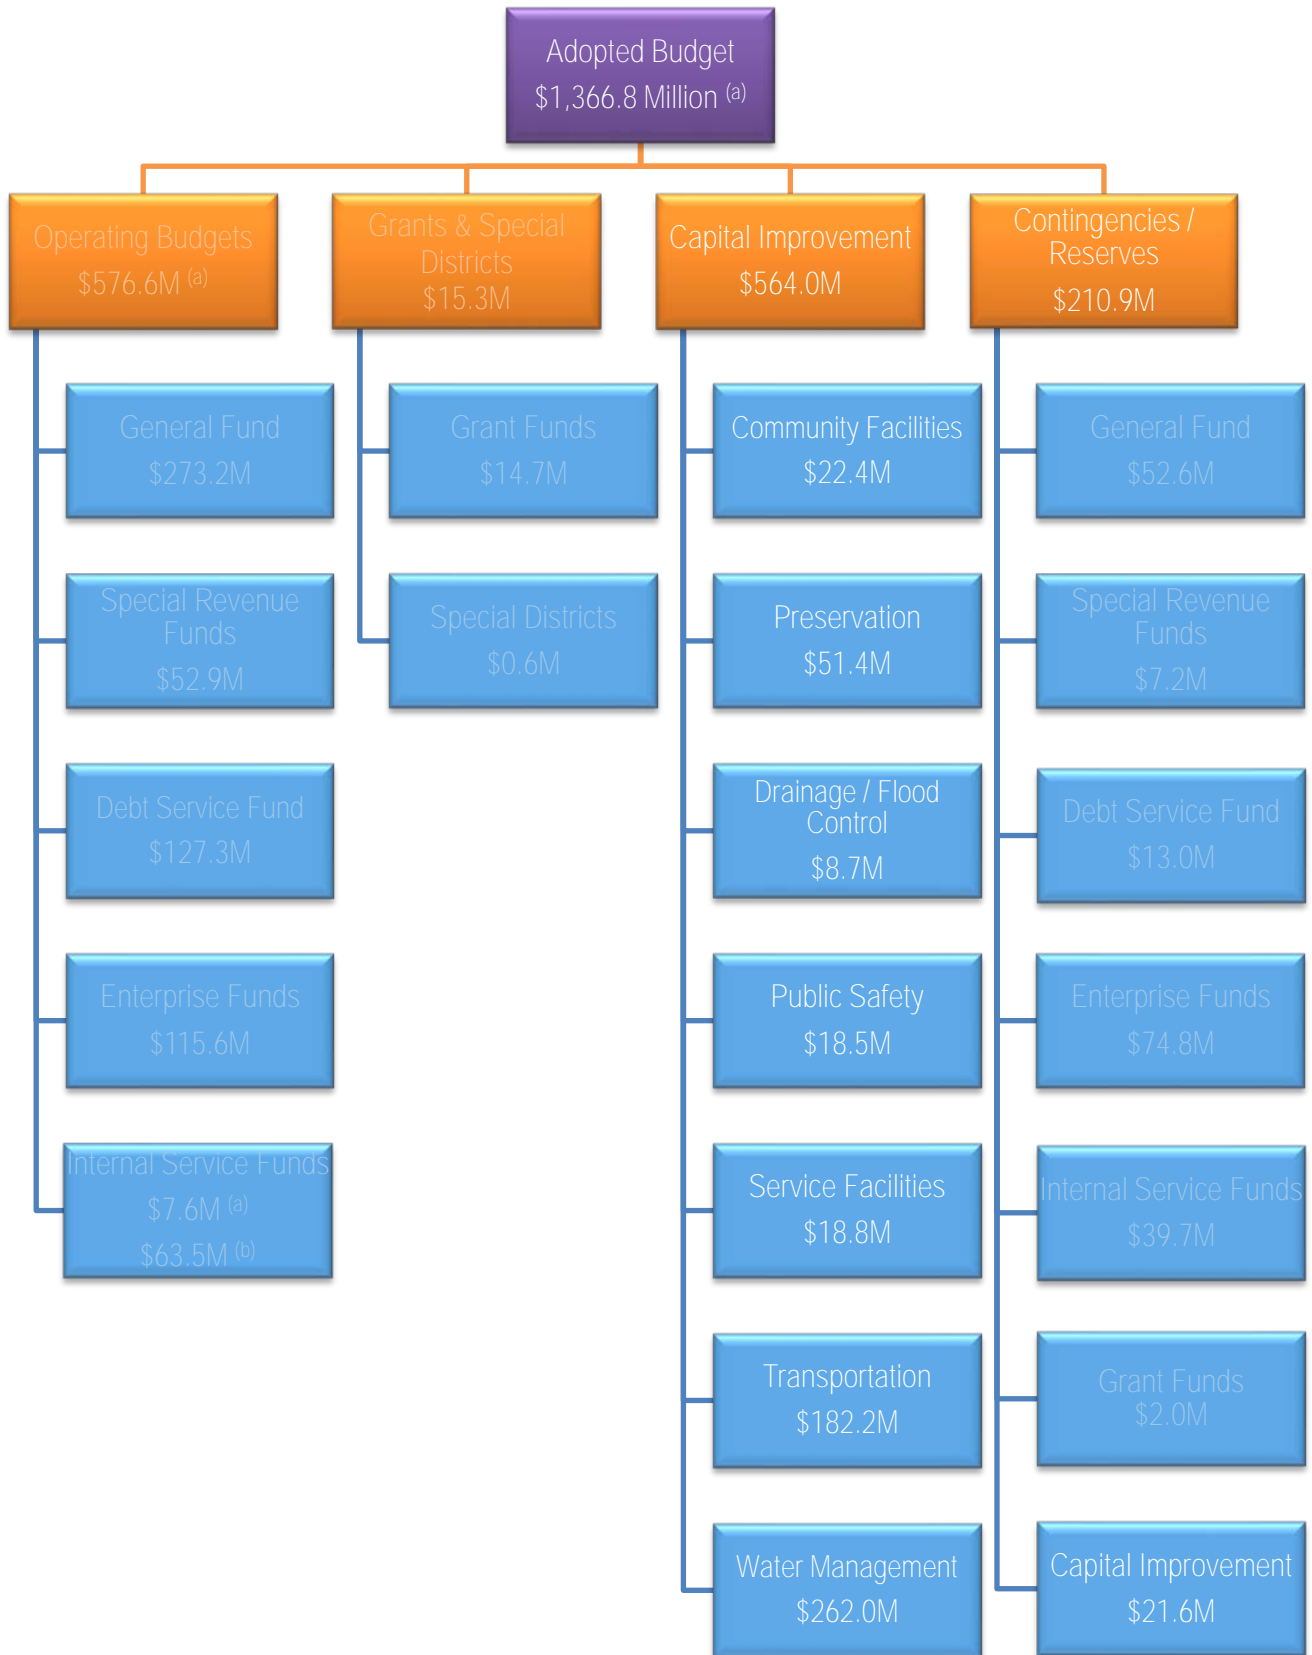 Adopted Budget
$1,366.8 Million (a)
Operating Budgets
$576.6M (a)
Grants & Special
Districts
$15.3M
Capital Improvement
$564.0M
Contingencies /
Reserves
$210.9M
General Fund
$273.2M
Special Revenue
Funds
$52.9M
Debt Service Fund
$127.3M
Enterprise Funds
$115.6M
Internal Service Funds
$7.6M (a)
$63.5M (b)
Grant Funds
$14.7M
Special Districts
$0.6M
Community Facilities
$22.4M
Preservation
$51.4M
Drainage / Flood
Control
$8.7M
Public Safety
$18.5M
Service Facilities
$18.8M
Transportation
$182.2M
Water Management
$262.0M
General Fund
$52.6M
Special Revenue
Funds
$7.2M
Debt Service Fund
$13.0M
Enterprise Funds
$74.8M
Internal Service Funds
$39.7M
Grant Funds
$2.0M
Capital Improvement
$21.6M